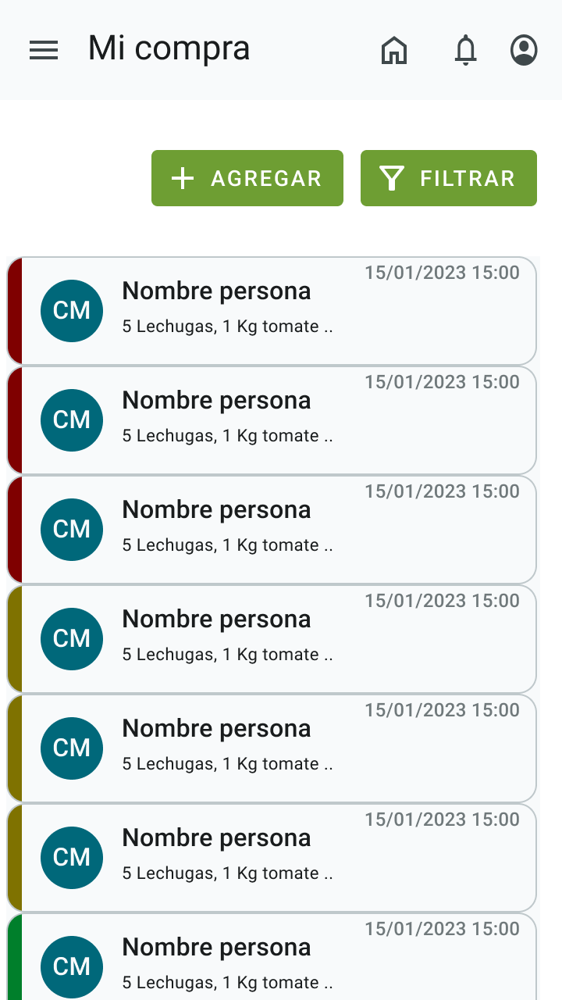 Mi compra
AGREGAR
FILTRAR
15/01/2023 15:00
CM
Nombre persona
5 Lechugas, 1 Kg tomate ..
15/01/2023 15:00
CM
Nombre persona
5 Lechugas, 1 Kg tomate ..
15/01/2023 15:00
CM
Nombre persona
5 Lechugas, 1 Kg tomate ..
15/01/2023 15:00
CM
Nombre persona
5 Lechugas, 1 Kg tomate ..
15/01/2023 15:00
CM
Nombre persona
5 Lechugas, 1 Kg tomate ..
15/01/2023 15:00
CM
Nombre persona
5 Lechugas, 1 Kg tomate ..
15/01/2023 15:00
CM
Nombre persona
5 Lechugas, 1 Kg tomate ..